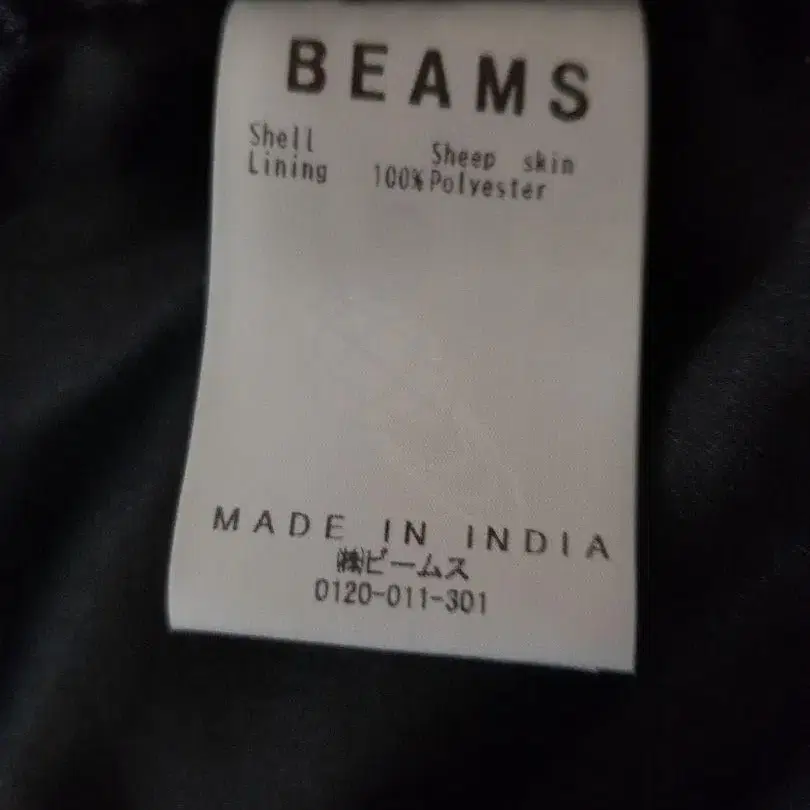 BEAMS
Shell Sheep skin
Lining 100%Polyester
MADE IN INDIA
㈱ビームス
0120-011-301